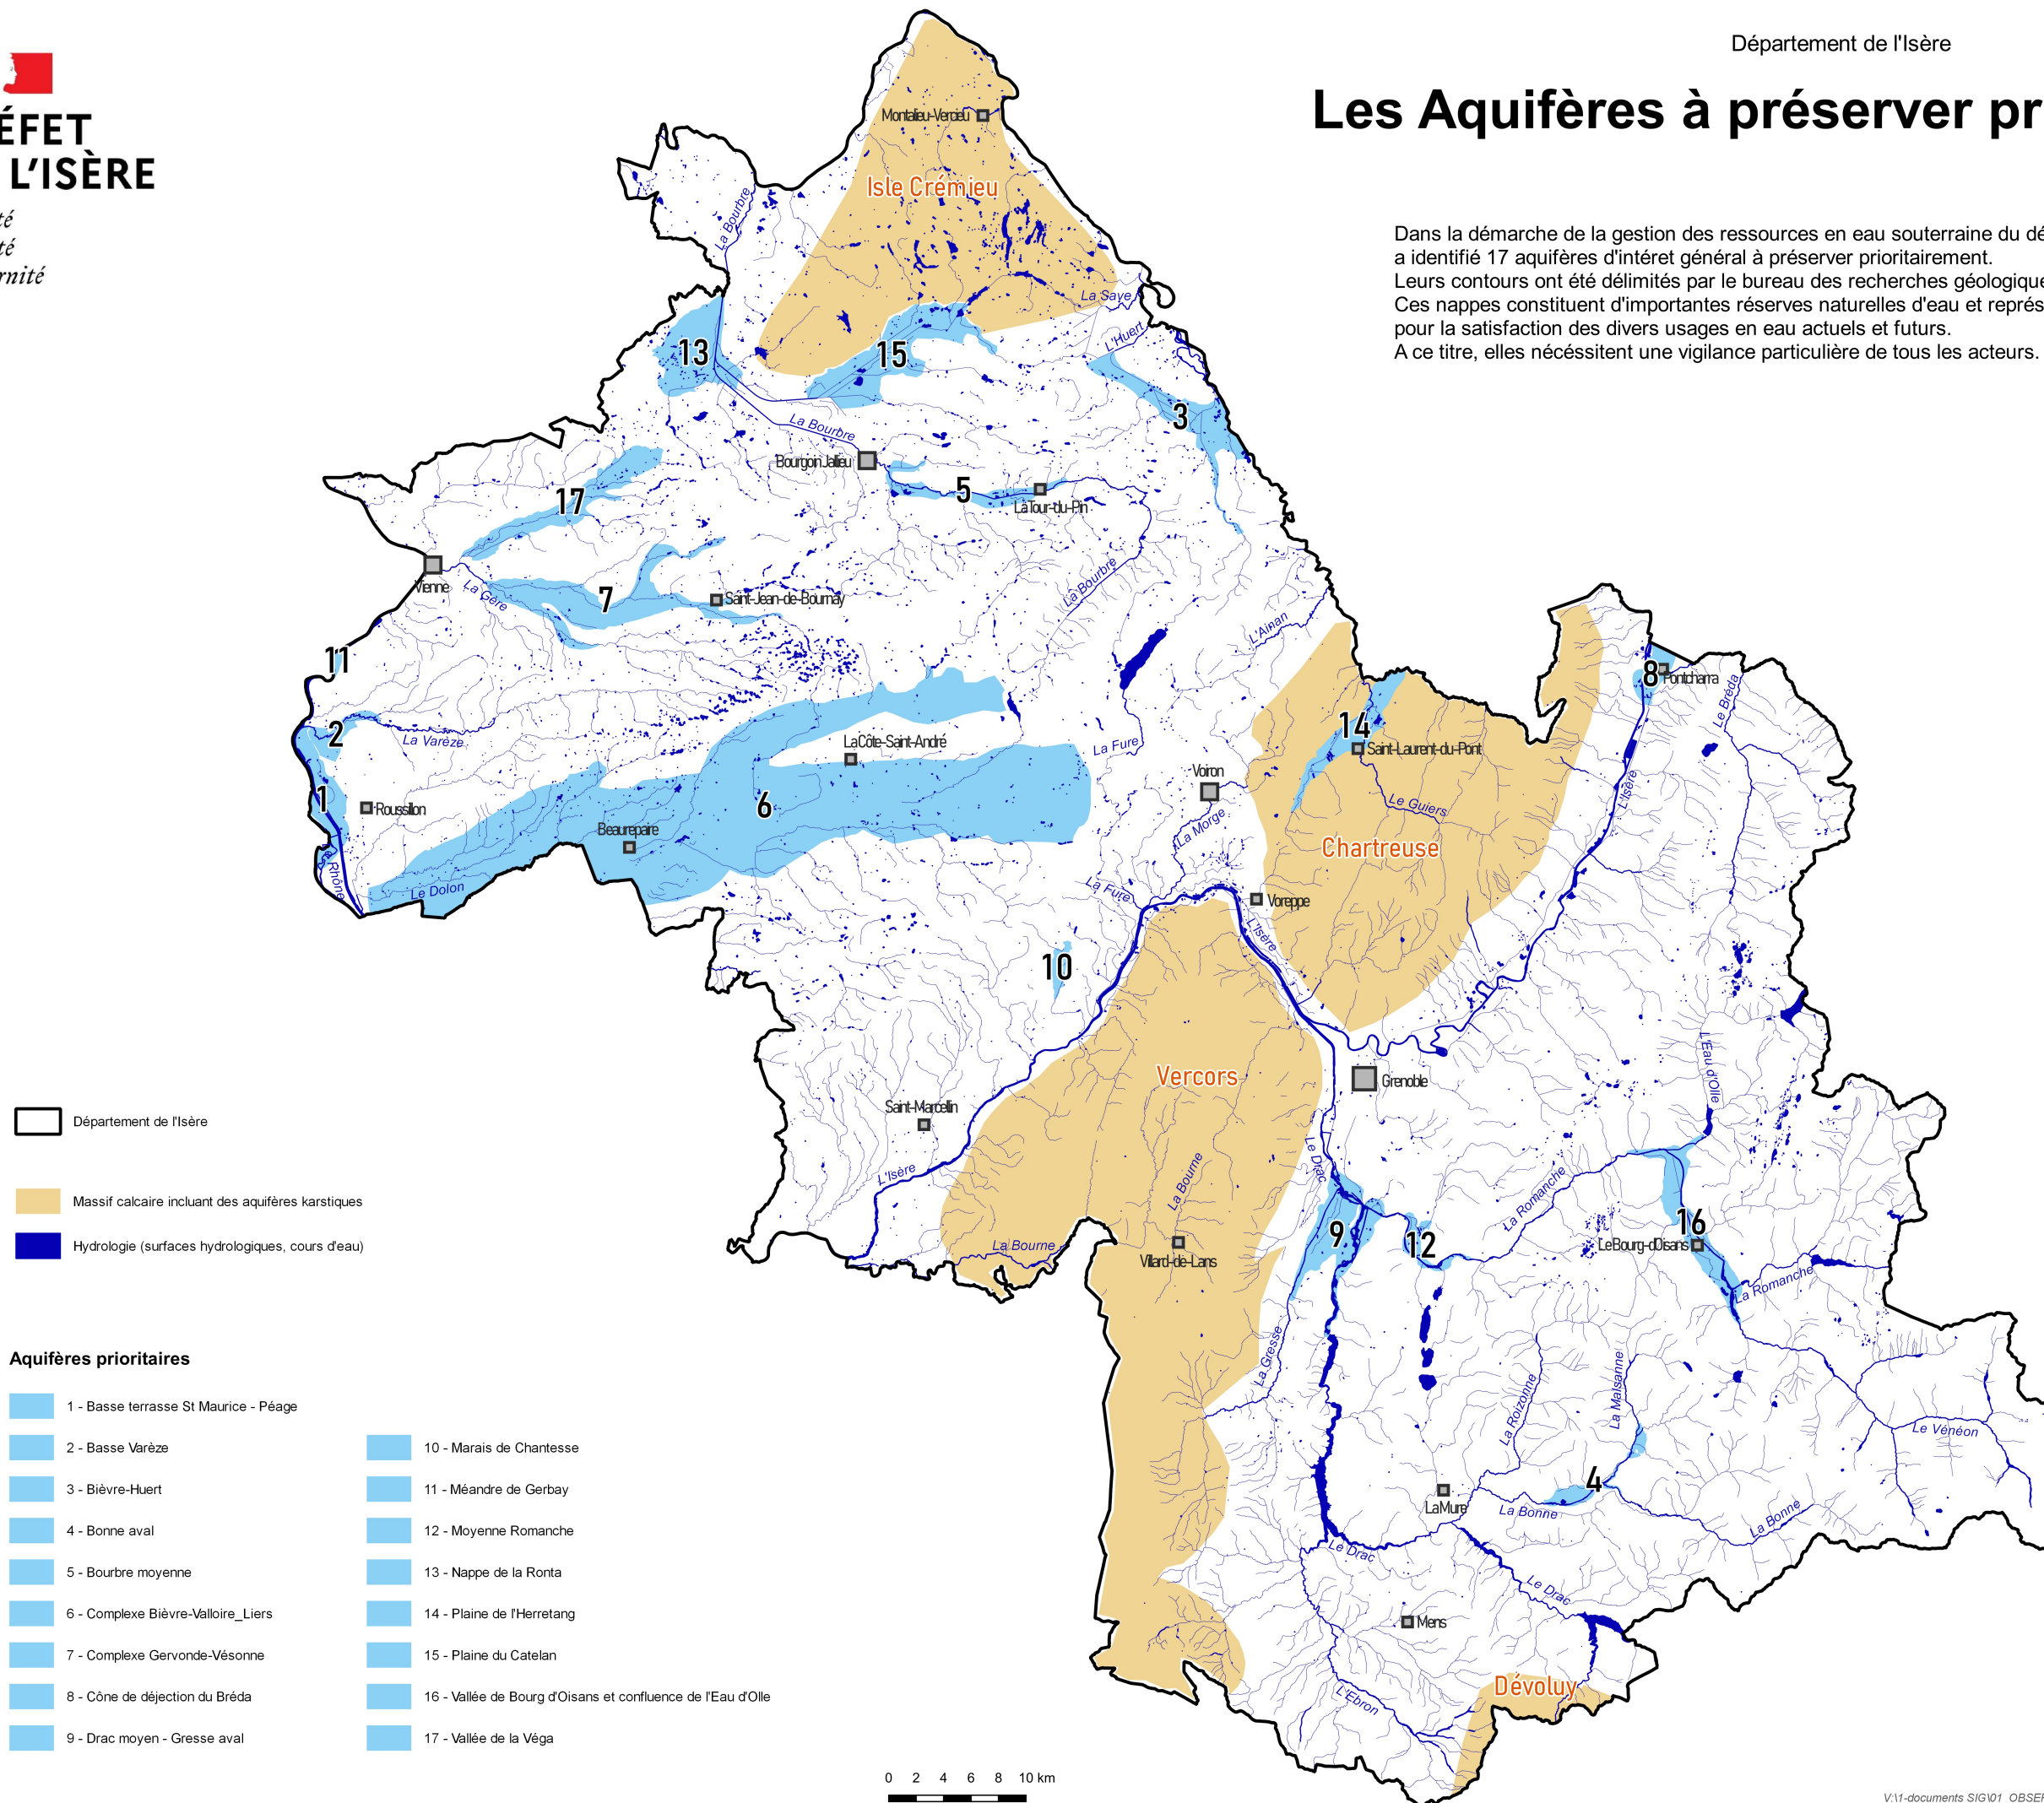 Département de l'Isère
Les Aquifères à préserver pr
ÉFET
L'ISÈRE
té
té
rnité
Dans la démarche de la gestion des ressources en eau souterraine du dé
a identifié 17 aquifères d'intéret général à préserver prioritairement.
Leurs contours ont été délimités par le bureau des recherches géologique
Ces nappes constituent d'importantes réserves naturelles d'eau et représ
pour la satisfaction des divers usages en eau actuels et futurs.
A ce titre, elles nécéssitent une vigilance particulière de tous les acteurs.
Montalieu-Vercieu
Isle Crémieu
La Bourbre
La Saye
L'Huert
13
15
3
La Bourbre
Bourgoin Jallieu
5
La Tour-du-Pin
17
Vienne
La Gère
7
Saint-Jean-de-Bournay
La Bourbre
L'Ainan
11
8
Pontcharra
Le Bréda
2
La Varèze
La Côte-Saint-André
La Fure
14
Saint-Laurent-du-Pont
Voiron
1
Roussillon
6
Beaurepaire
Le Guiers
L'Isère
La Morge
Chartreuse
Le Rhône
Le Dolon
La Fure
Voreppe
L'Isère
10
Vercors
Grenoble
L'Eau d'Olle
Saint-Marcellin
L'Isère
Le Drac
La Bourne
La Romanche
9
12
16
Le Bourg-d'Oisans
La Bourne
Villard-de-Lans
La Romanche
La Gresse
La Roizonne
La Malsanne
Le Vénéon
4
La Mure
La Bonne
La Bonne
Le Drac
Le Drac
Mens
Dévoluy
L'Ebron
Département de l'Isère
Massif calcaire incluant des aquifères karstiques
Hydrologie (surfaces hydrologiques, cours d'eau)
Aquifères prioritaires
1 - Basse terrasse St Maurice - Péage
2 - Basse Varèze
3 - Bièvre-Huert
4 - Bonne aval
5 - Bourbre moyenne
6 - Complexe Bièvre-Valloire_Liers
7 - Complexe Gervonde-Vésonne
8 - Cône de déjection du Bréda
9 - Drac moyen - Gresse aval
10 - Marais de Chantesse
11 - Méandre de Gerbay
12 - Moyenne Romanche
13 - Nappe de la Ronta
14 - Plaine de l'Herretang
15 - Plaine du Catelan
16 - Vallée de Bourg d'Oisans et confluence de l'Eau d'Olle
17 - Vallée de la Véga
0 2 4 6 8 10 km
V:\1-documents SIG\01_OBSE